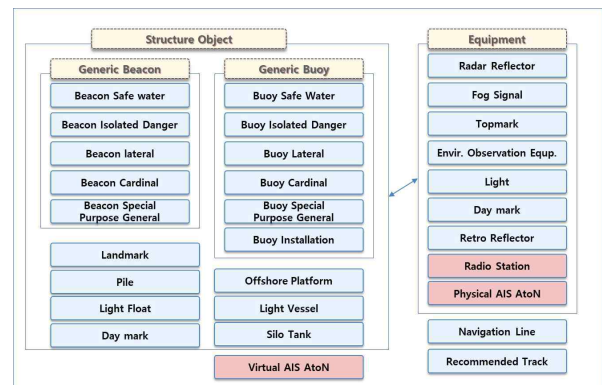 Structure Object
Generic Beacon
Beacon Safe water
Beacon Isolated Danger
Beacon lateral
Beacon Cardinal
Beacon Special
Purpose General
Generic Buoy
Buoy Safe Water
Buoy Isolated Danger
Buoy Lateral
Buoy Cardinal
Buoy Special
Purpose General
Buoy Installation
Landmark
Pile
Light Float
Day mark
Offshore Platform
Light Vessel
Silo Tank
Virtual AIS AtoN
Equipment
Radar Reflector
Fog Signal
Topmark
Envir. Observation Equp.
Light
Day mark
Retro Reflector
Radio Station
Physical AIS AtoN
Navigation Line
Recommended Track